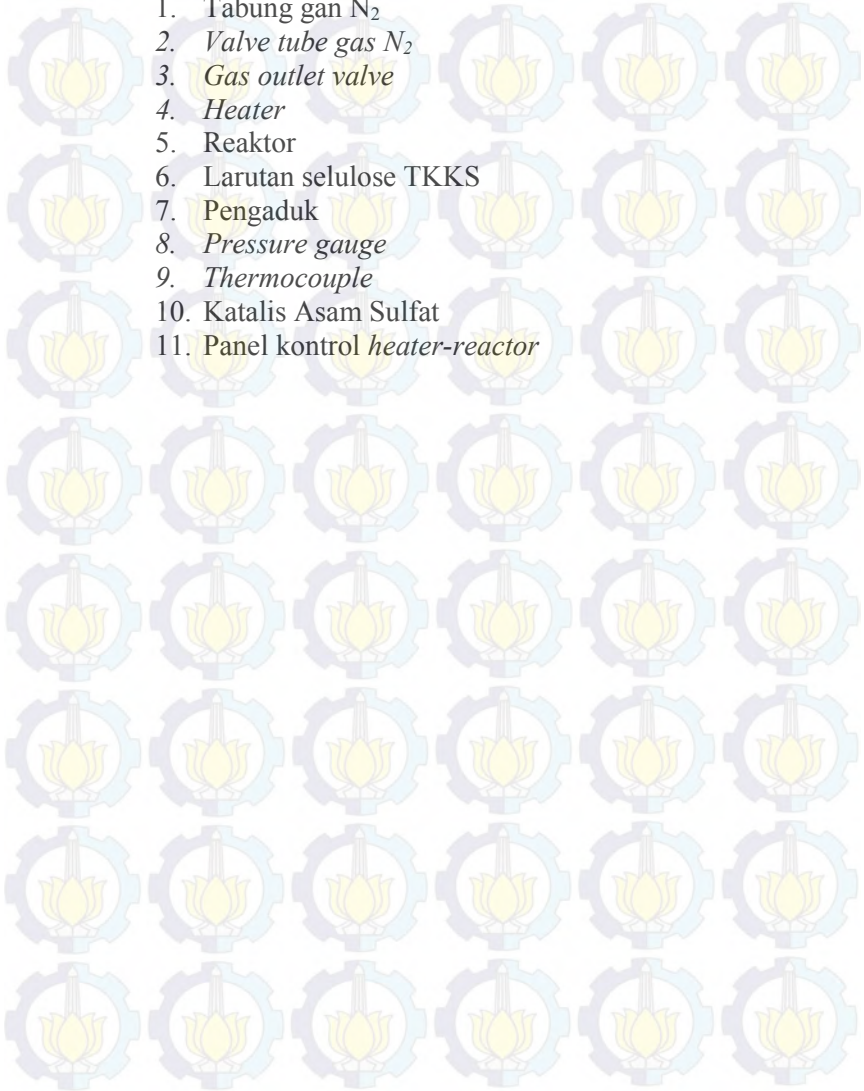 1. Tabung gan N₂
2. Valve tube gas N₂
3. Gas outlet valve
4. Heater
5. Reaktor
6. Larutan selulose TKKS
7. Pengaduk
8. Pressure gauge
9. Thermocouple
10. Katalis Asam Sulfat
11. Panel kontrol heater-reactor